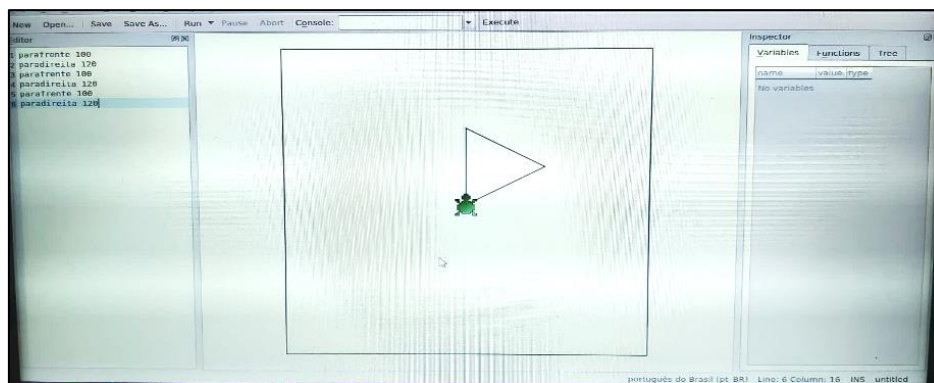 New Open... Save Save As... Run Pause Abort Console: Execute
Editor
1 parafrente 100
2 paradireita 120
3 parafrente 100
4 paradireita 120
5 parafrente 100
6 paradireita 120
Inspector
Variables Functions Tree
name value type
No variables
português do Brasil (pt_BR) Line: 6 Column: 16 INS untitled